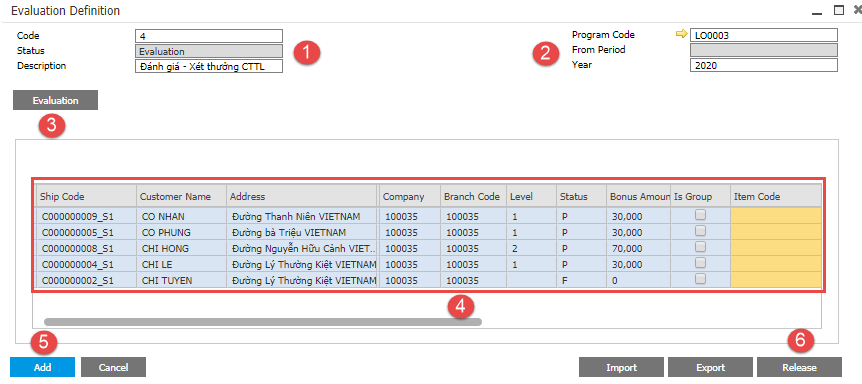 Evaluation Definition
Code 4
Status Evaluation
Description Đánh giá - Xét thưởng CTTL
1
Program Code LO0003
From Period
Year 2020
2
Evaluation
3
Ship Code Customer Name Address Company Branch Code Level Status Bonus Amoun Is Group Item Code
C000000009_S1 CO NHAN Đường Thanh Niên VIETNAM 100035 100035 1 P 30,000
C000000005_S1 CO PHUNG Đường bà Triệu VIETNAM 100035 100035 1 P 30,000
C000000008_S1 CHI HONG Đường Nguyễn Hữu Cảnh VIET... 100035 100035 2 P 70,000
C000000004_S1 CHI LE Đường Lý Thường Kiệt VIETNAM 100035 100035 1 P 30,000
C000000002_S1 CHI TUYEN Đường Lý Thường Kiệt VIETNAM 100035 100035 F 0
4
5
6
Add Cancel Import Export Release